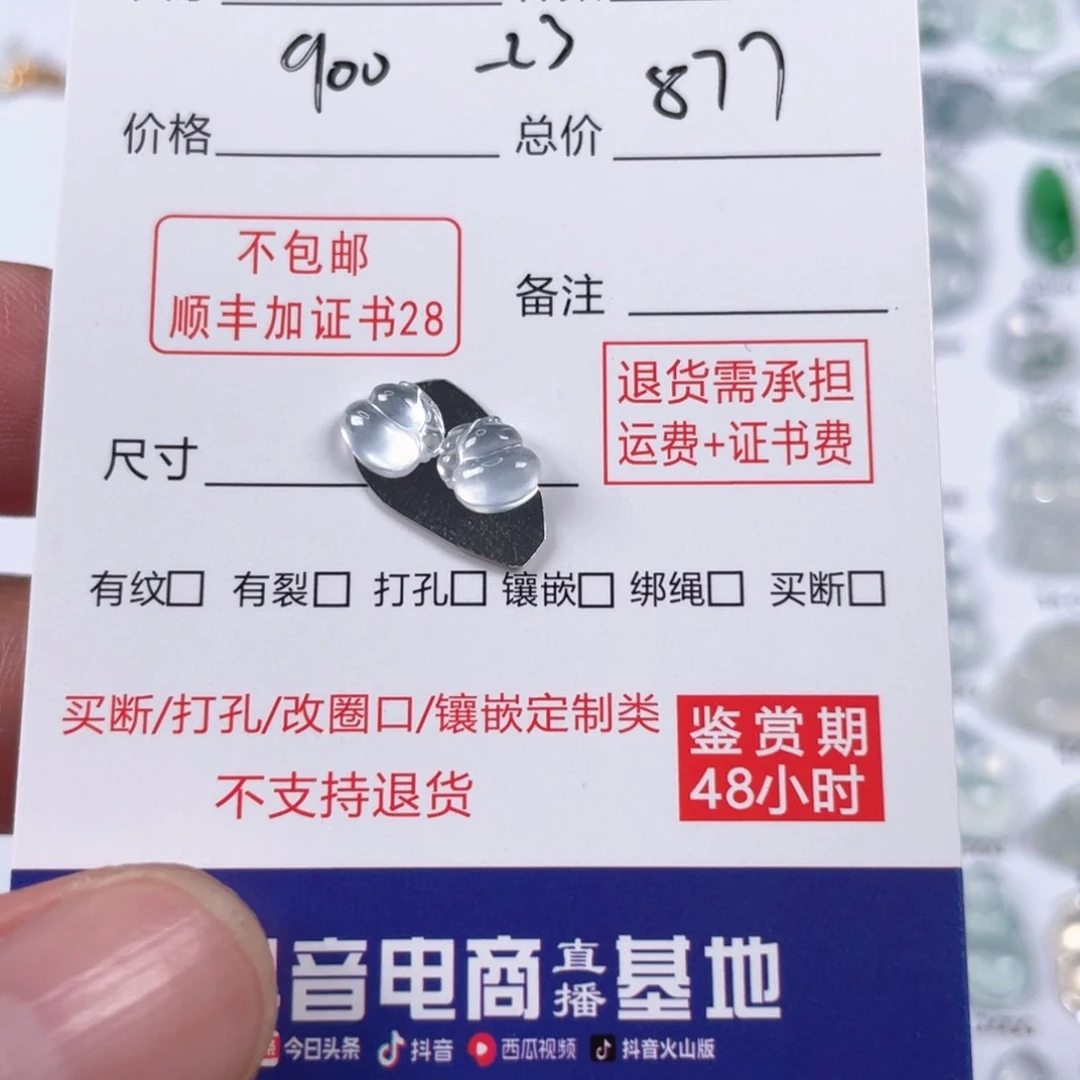 900 23 877
价格 总价
不包邮
顺丰加证书28
备注
退货需承担
运费+证书费
尺寸
有纹□ 有裂□ 打孔□ 镶嵌□ 绑绳□ 买断□
买断/打孔/改圈口/镶嵌定制类
不支持退货
鉴赏期
48小时
音电商直播基地
今日头条 抖音 西瓜视频 抖音火山版